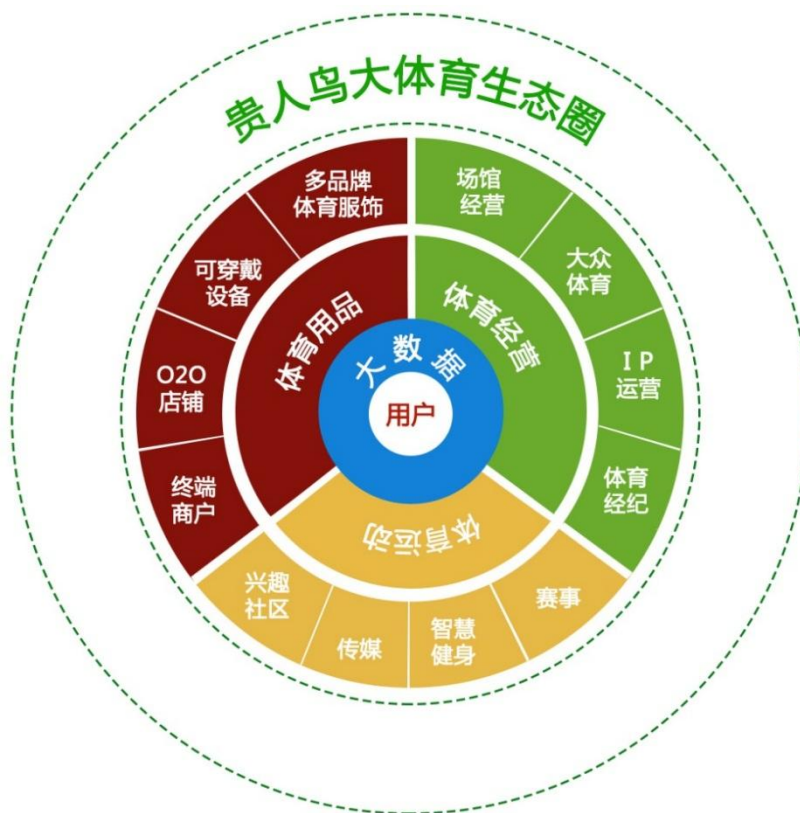 贵人鸟大体育生态圈
多品牌
体育服饰
可穿戴
设备
O2O
店铺
终端
商户
体育用品
场馆
经营
大众
体育
IP
运营
体育
经纪
体育经营
大数据
用户
体育运动
兴趣
社区
传媒
智慧
健身
赛事